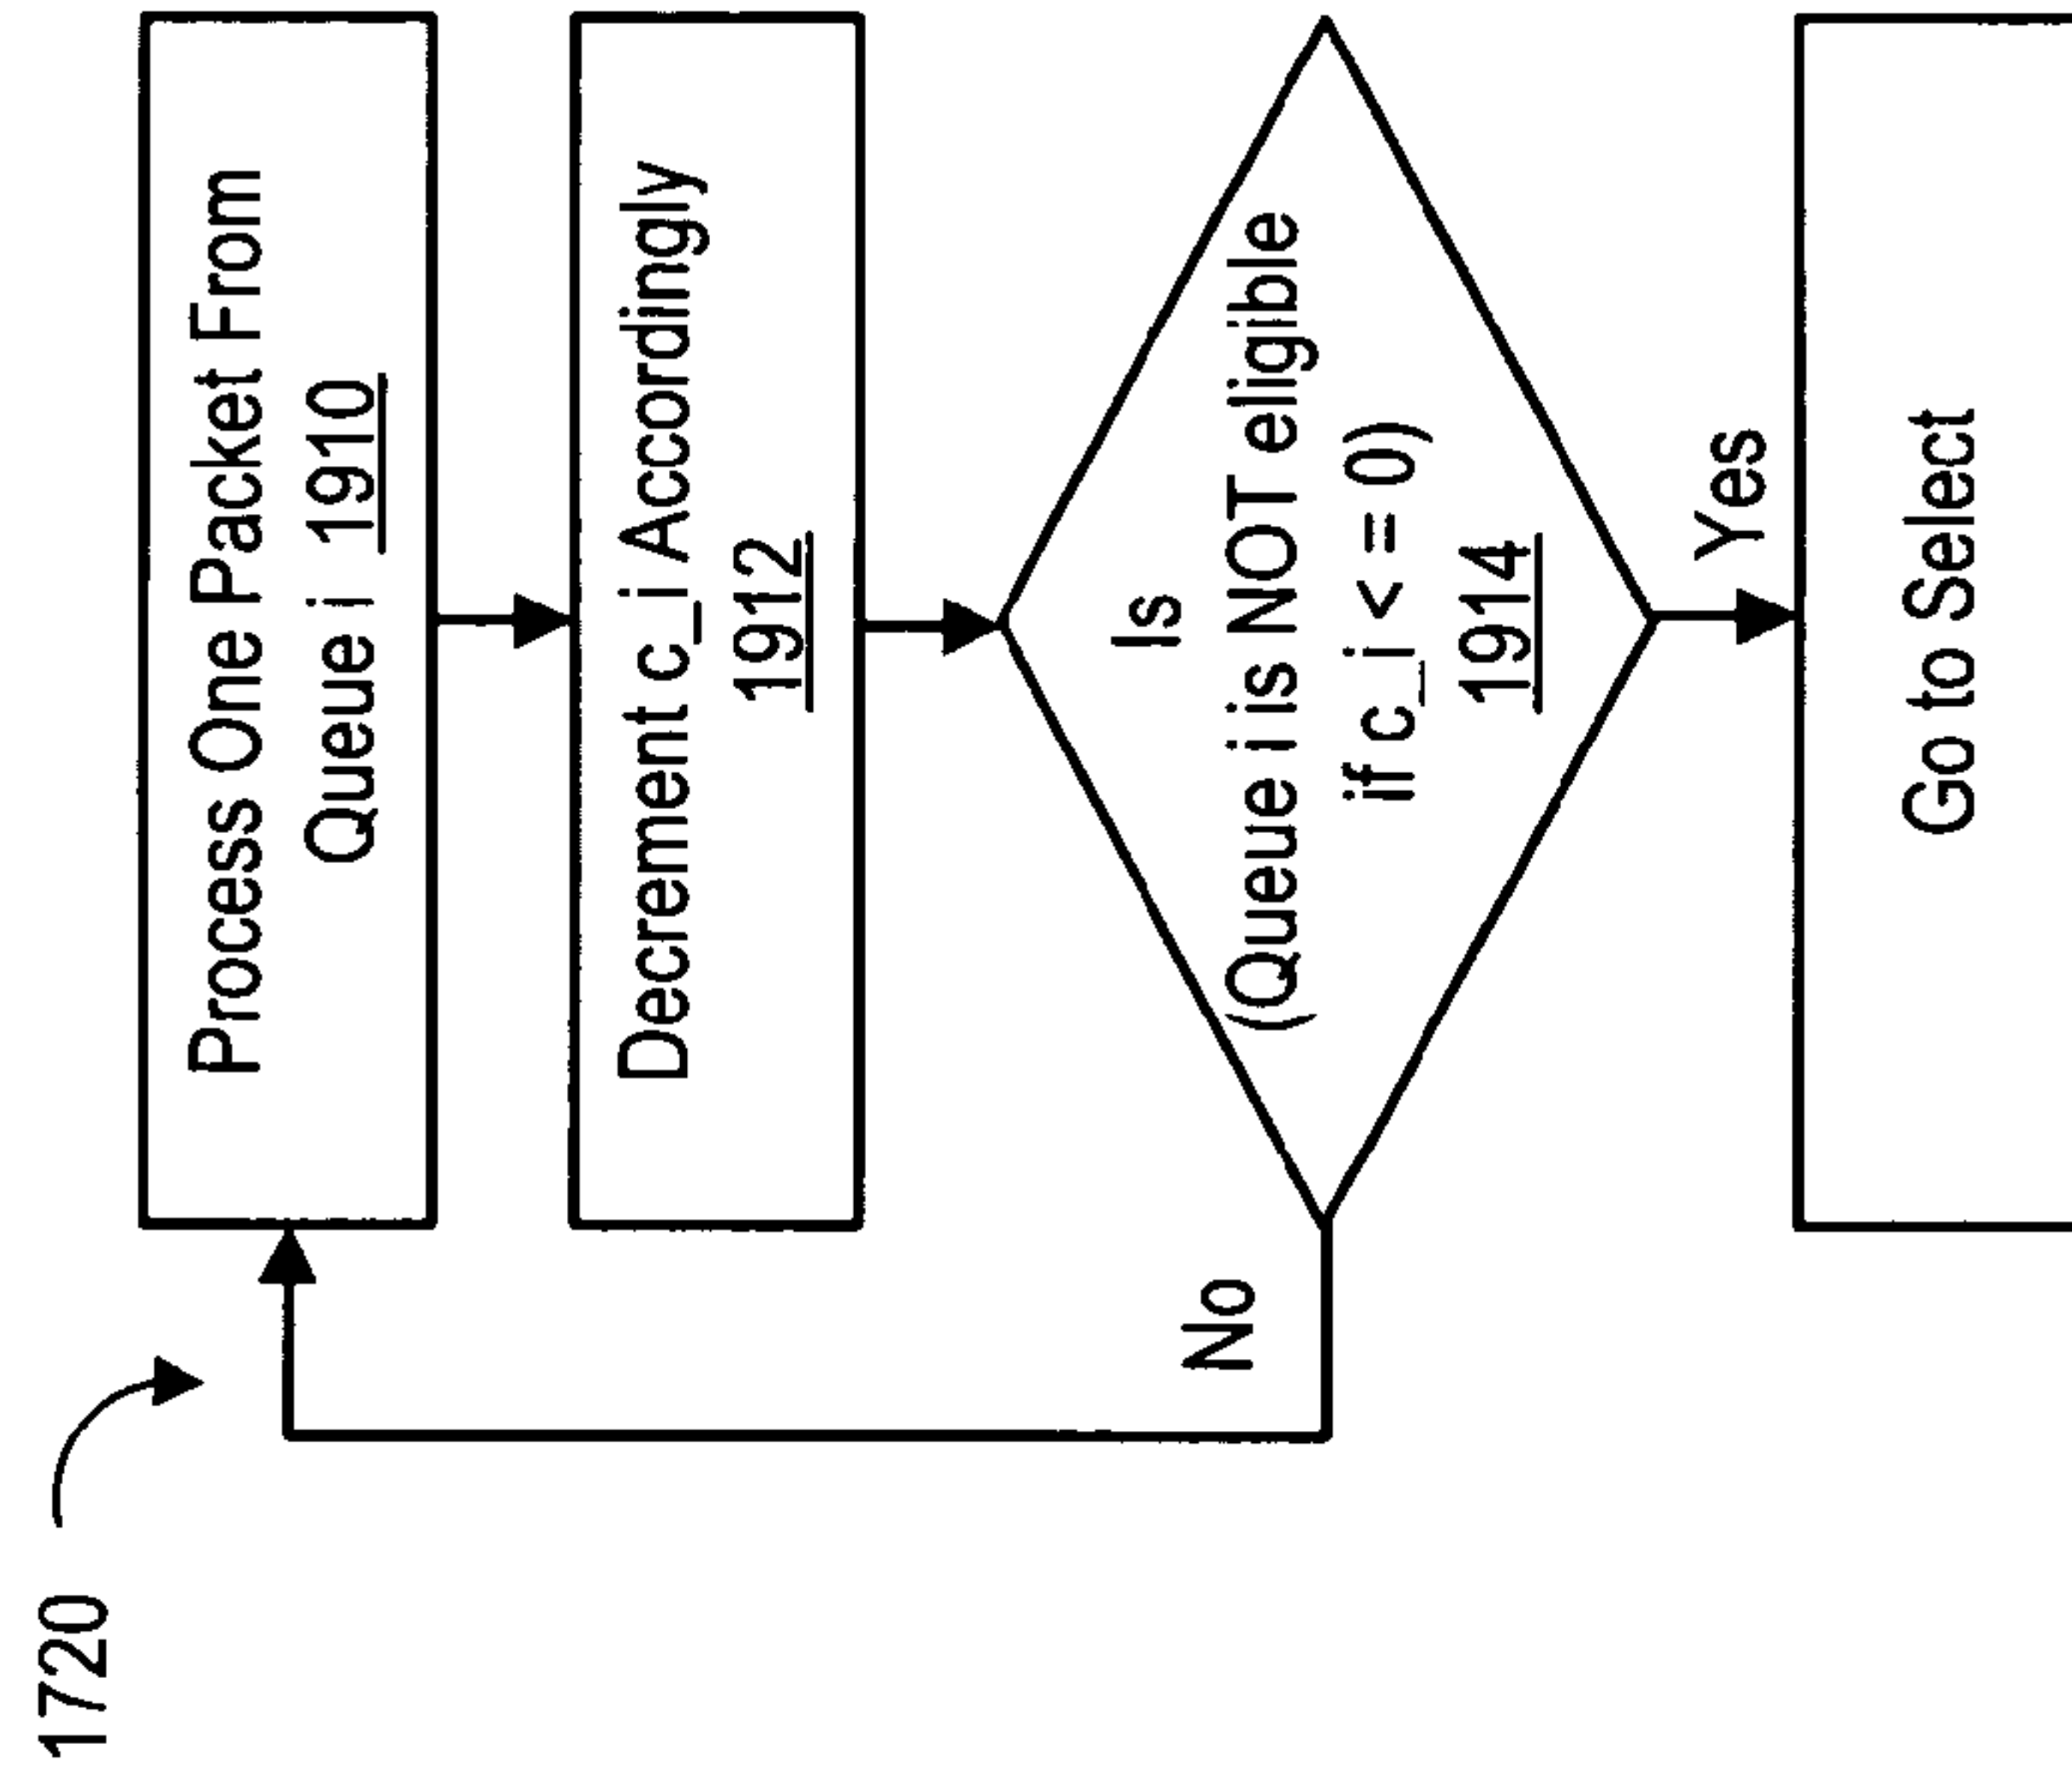 1720
Process One Packet From
Queue i 1910
Decrement c_i Accordingly
1912
Is
(Queue i is NOT eligible
if c_i < = 0)
1914
No
Yes
Go to Select